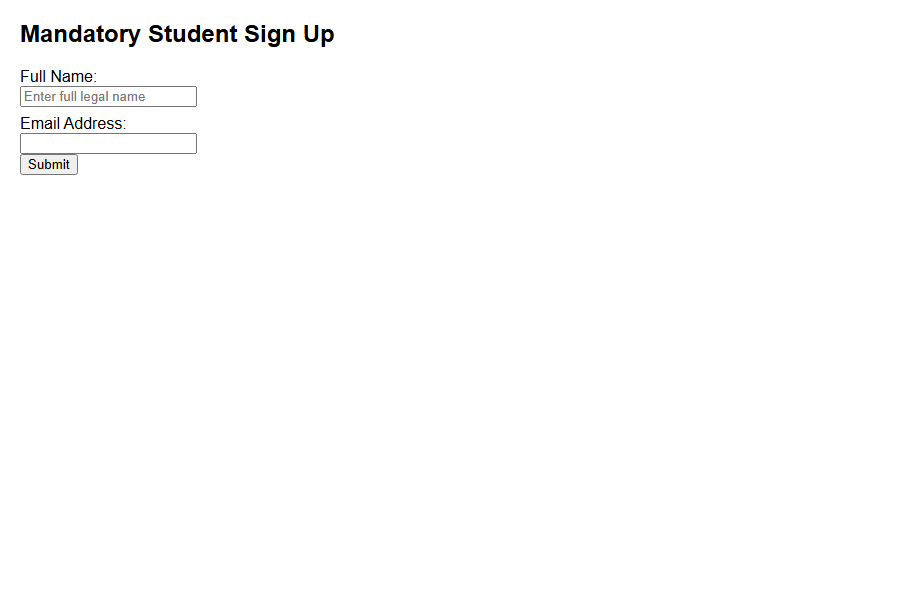 Mandatory Student Sign Up
Full Name:
Enter full legal name
Email Address:
Submit